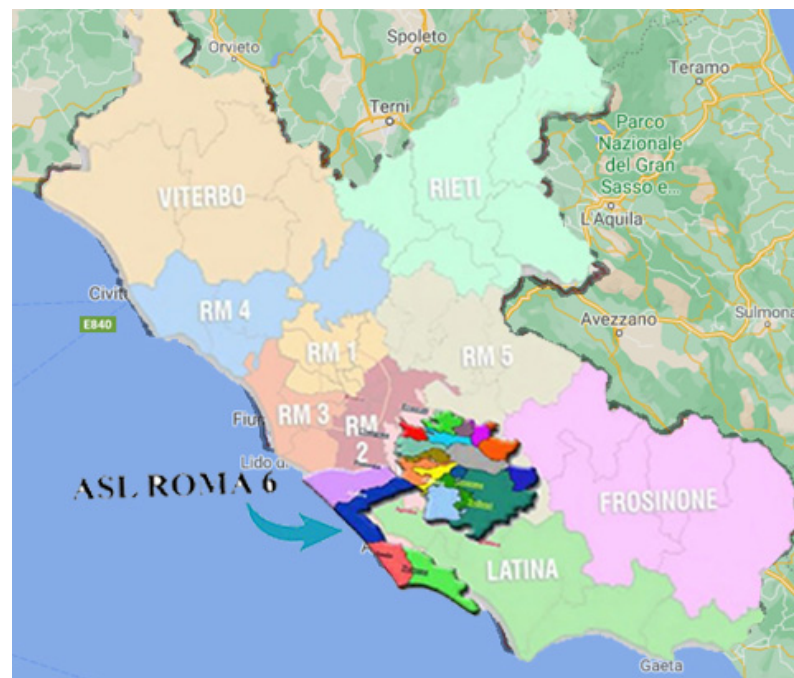 Orvieto
Spoleto
Teramo
Terni
Parco
Nazionale
del Gran
Sasso e...
VITERBO
RIETI
L'Aquila
Civit
RM 4
E840
Avezzano
Sulmona
RM 1
RM 5
Fiur
RM 3
RM
2
Lido d
ASL ROMA 6
FROSINONE
LATINA
Gaeta